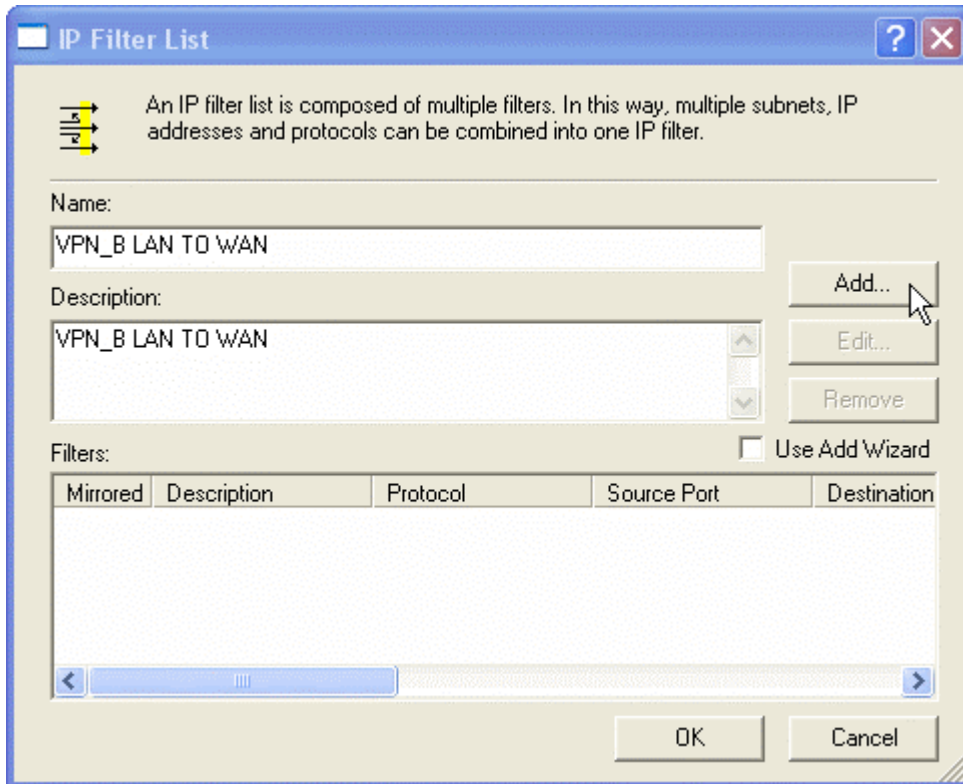 IP Filter List
An IP filter list is composed of multiple filters. In this way, multiple subnets, IP
addresses and protocols can be combined into one IP filter.
Name:
VPN_B LAN TO WAN
Add...
Description:
VPN_B LAN TO WAN
Edit...
Remove
Filters:
Use Add Wizard
Mirrored Description Protocol Source Port Destination
OK Cancel